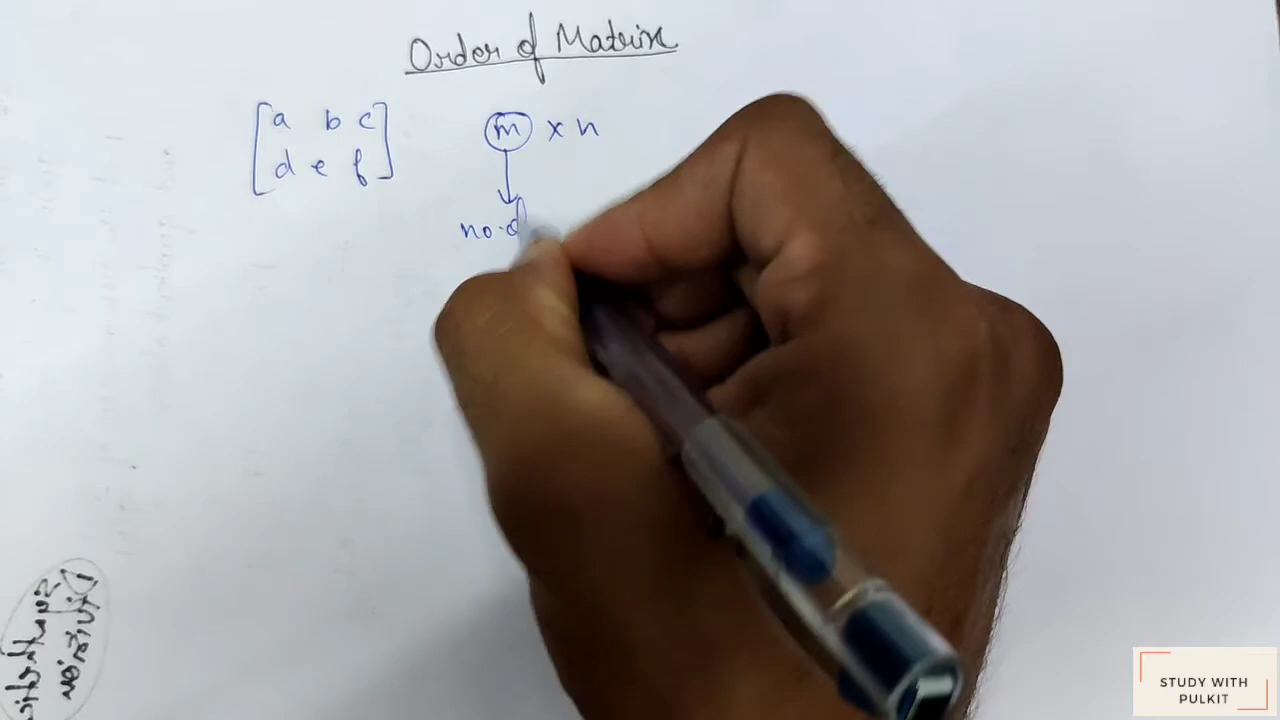 Order of Matrix
[a b c
d e f]
m x n
no. of
STUDY WITH
PULKIT